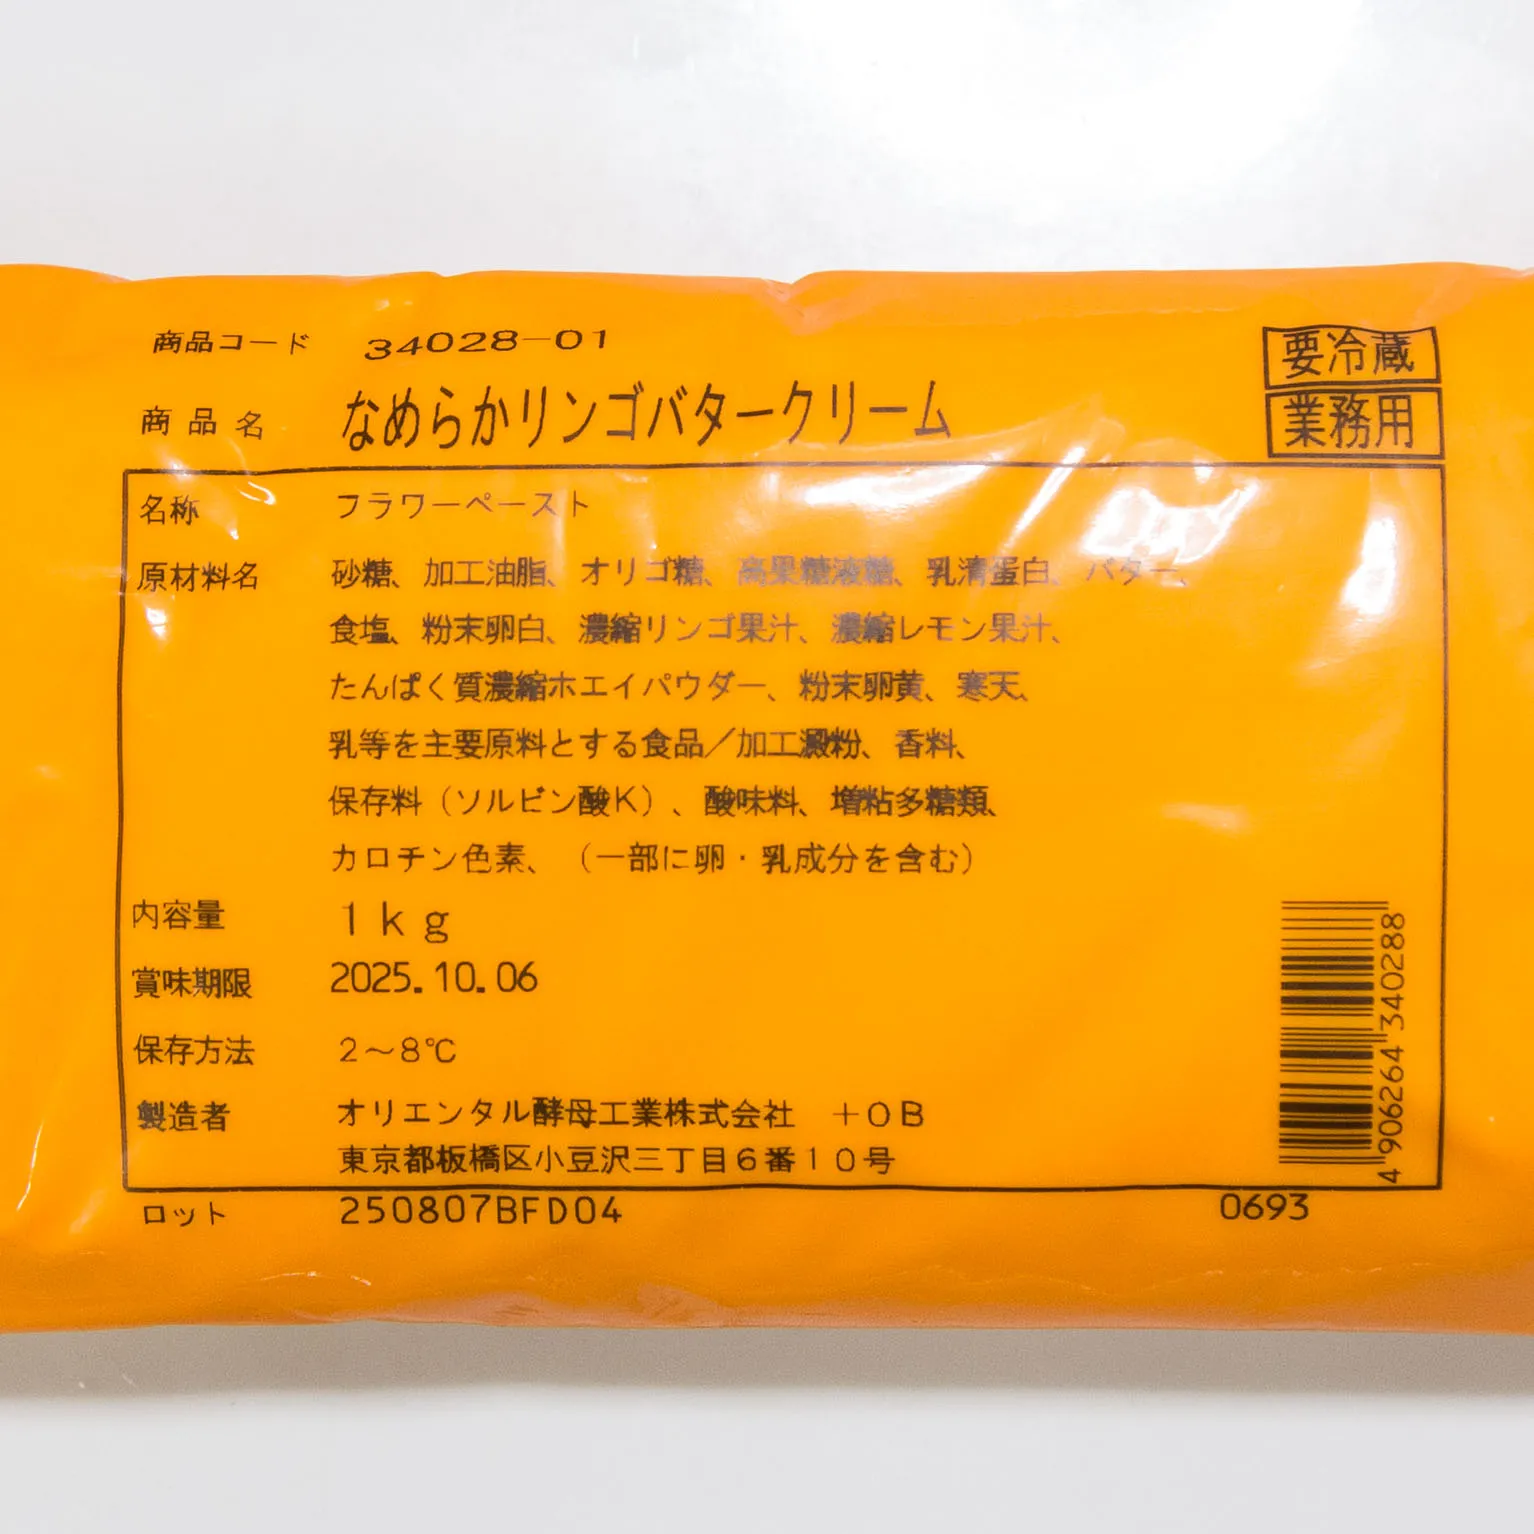 商品コード 34028-01
要冷蔵
商品名 なめらかリンゴバタークリーム
業務用
名称 フラワーペースト
原材料名 砂糖、加工油脂、オリゴ糖、高果糖液糖、乳清蛋白、バター、
食塩、粉末卵白、濃縮リンゴ果汁、濃縮レモン果汁、
たんぱく質濃縮ホエイパウダー、粉末卵黄、寒天、
乳等を主要原料とする食品／加工澱粉、香料、
保存料（ソルビン酸K）、酸味料、増粘多糖類、
カロチン色素、（一部に卵・乳成分を含む）
内容量 1kg
賞味期限 2025.10.06
保存方法 2～8℃
製造者 オリエンタル酵母工業株式会社 +OB
東京都板橋区小豆沢三丁目6番10号
4 906264 340288
ロット 250807BFD04 0693